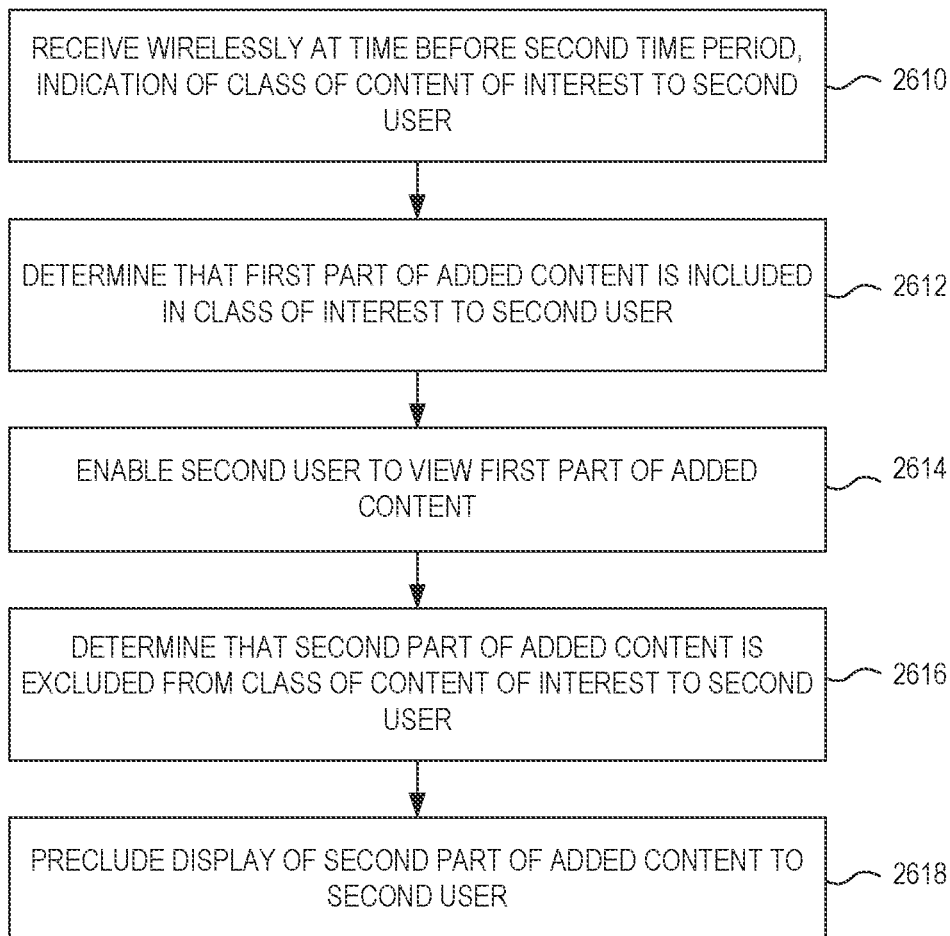 RECEIVE WIRELESSLY AT TIME BEFORE SECOND TIME PERIOD,
INDICATION OF CLASS OF CONTENT OF INTEREST TO SECOND
USER
2610
DETERMINE THAT FIRST PART OF ADDED CONTENT IS INCLUDED
IN CLASS OF INTEREST TO SECOND USER
2612
ENABLE SECOND USER TO VIEW FIRST PART OF ADDED
CONTENT
2614
DETERMINE THAT SECOND PART OF ADDED CONTENT IS
EXCLUDED FROM CLASS OF CONTENT OF INTEREST TO SECOND
USER
2616
PRECLUDE DISPLAY OF SECOND PART OF ADDED CONTENT TO
SECOND USER
2618